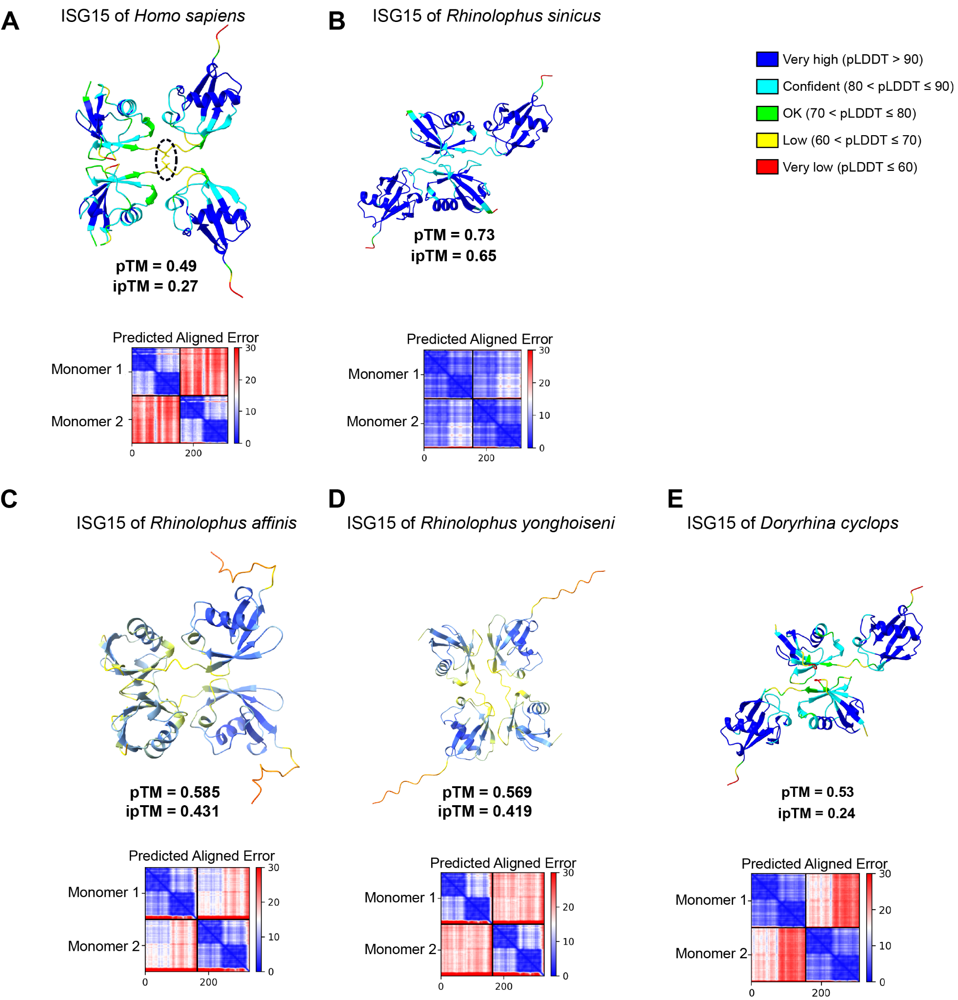 A
ISG15 of Homo sapiens
pTM = 0.49
ipTM = 0.27
Predicted Aligned Error
Monomer 1
Monomer 2
30
20
10
0
0
200
B
ISG15 of Rhinolophus sinicus
pTM = 0.73
ipTM = 0.65
Predicted Aligned Error
Monomer 1
Monomer 2
30
20
10
0
0
200
Very high (pLDDT > 90)
Confident (80 < pLDDT ≤ 90)
OK (70 < pLDDT ≤ 80)
Low (60 < pLDDT ≤ 70)
Very low (pLDDT ≤ 60)
C
ISG15 of Rhinolophus affinis
pTM = 0.585
ipTM = 0.431
Predicted Aligned Error
Monomer 1
Monomer 2
30
20
10
0
0
200
D
ISG15 of Rhinolophus yonghoiseni
pTM = 0.569
ipTM = 0.419
Predicted Aligned Error
Monomer 1
Monomer 2
30
20
10
0
0
200
E
ISG15 of Doryrhina cyclops
pTM = 0.53
ipTM = 0.24
Predicted Aligned Error
Monomer 1
Monomer 2
30
20
10
0
0
200